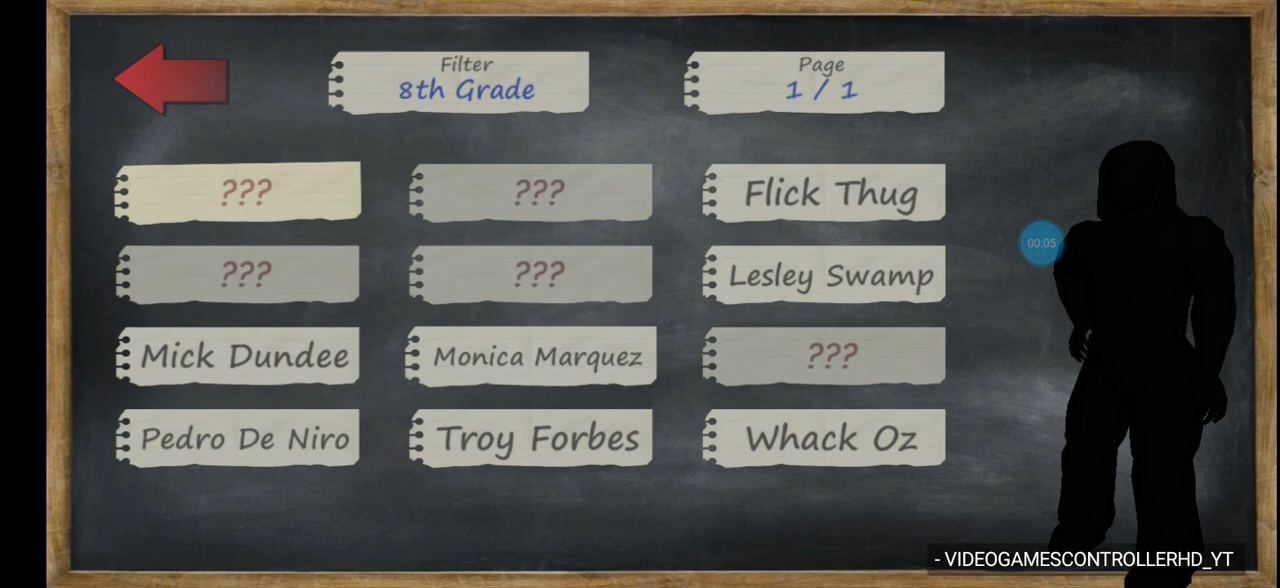 Filter
8th Grade
Page
1 / 1
???
???
Flick Thug
???
???
Lesley Swamp
00:05
Mick Dundee
Monica Marquez
???
Pedro De Niro
Troy Forbes
Whack Oz
- VIDEOGAMESCONTROLLERHD_YT